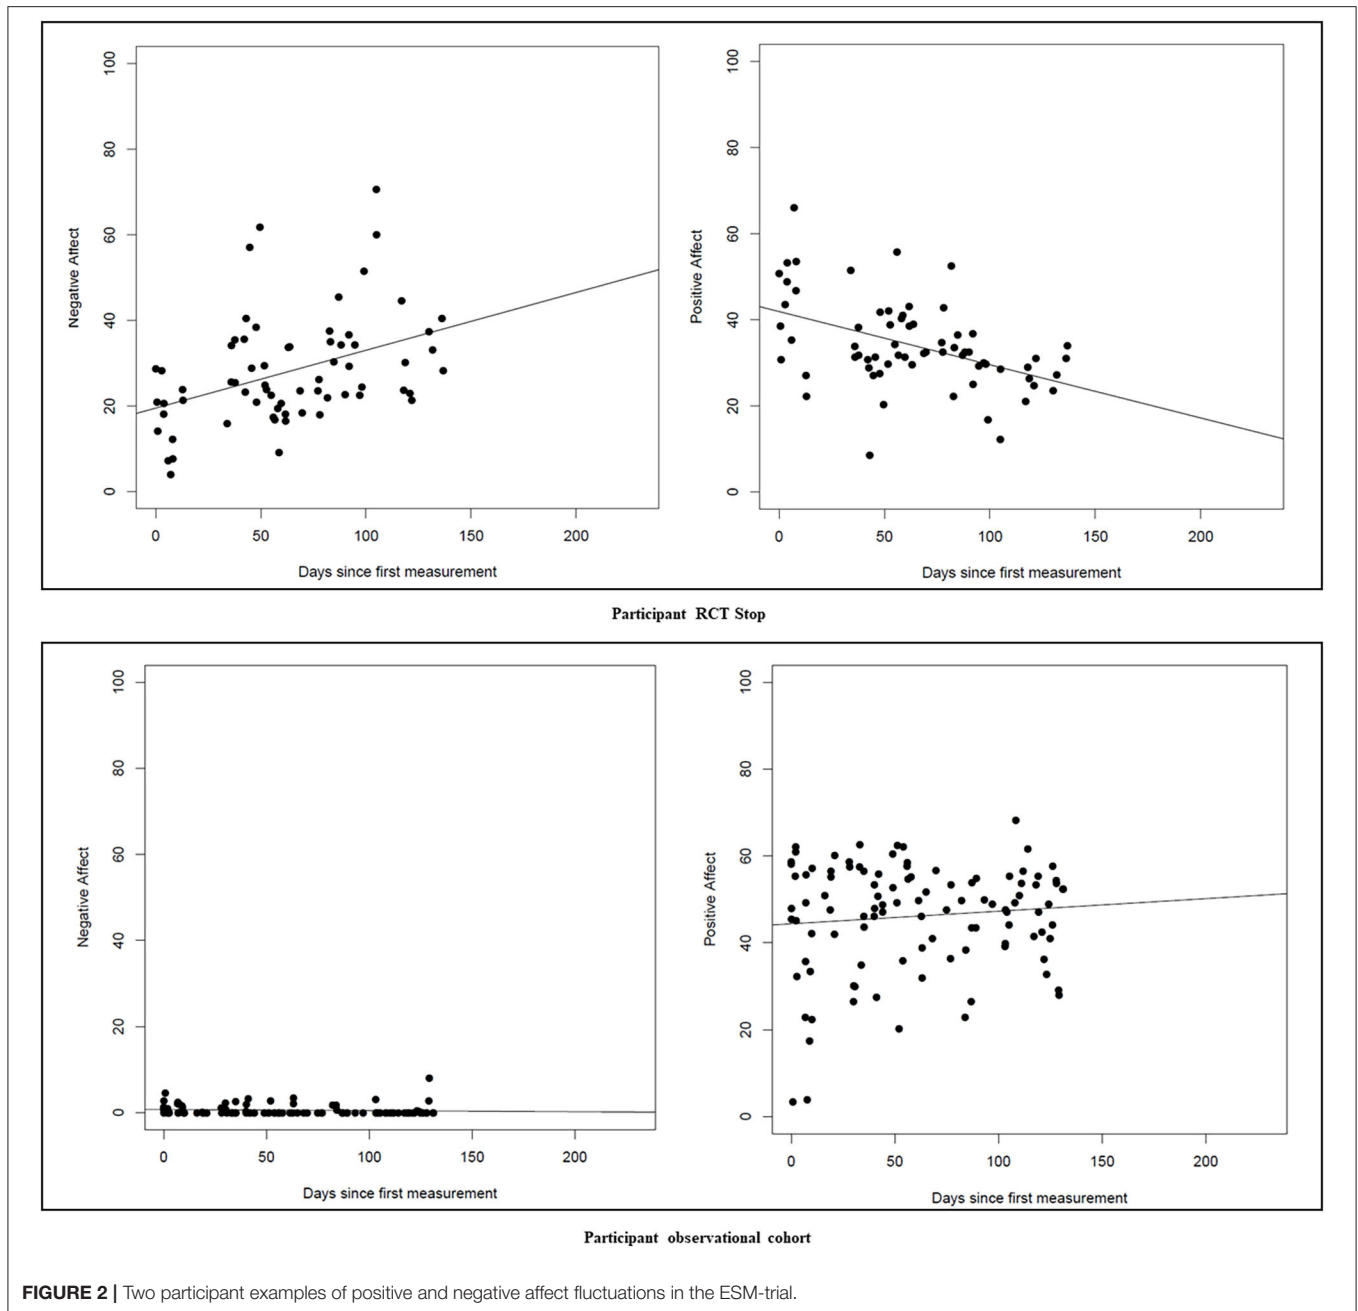 100
80
60
40
20
0
Negative Affect
0 50 100 150 200
Days since first measurement
100
80
60
40
20
0
Positive Affect
0 50 100 150 200
Days since first measurement
Participant RCT Stop
100
80
60
40
20
0
Negative Affect
0 50 100 150 200
Days since first measurement
100
80
60
40
20
0
Positive Affect
0 50 100 150 200
Days since first measurement
Participant observational cohort
FIGURE 2 | Two participant examples of positive and negative affect fluctuations in the ESM-trial.